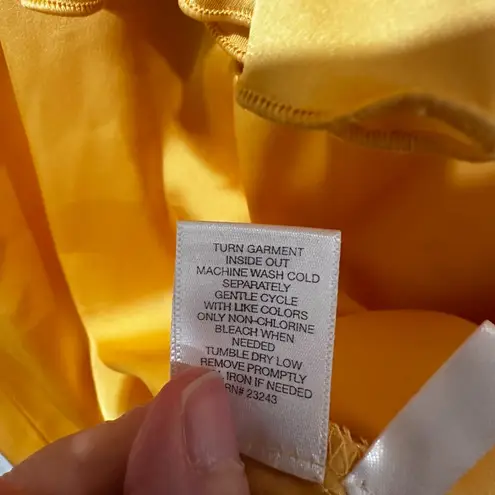 TURN GARMENT
INSIDE OUT
MACHINE WASH COLD
SEPARATELY
GENTLE CYCLE
WITH LIKE COLORS
ONLY NON-CHLORINE
BLEACH WHEN
NEEDED
TUMBLE DRY LOW
REMOVE PROMPTLY
IRON IF NEEDED
RN# 23243